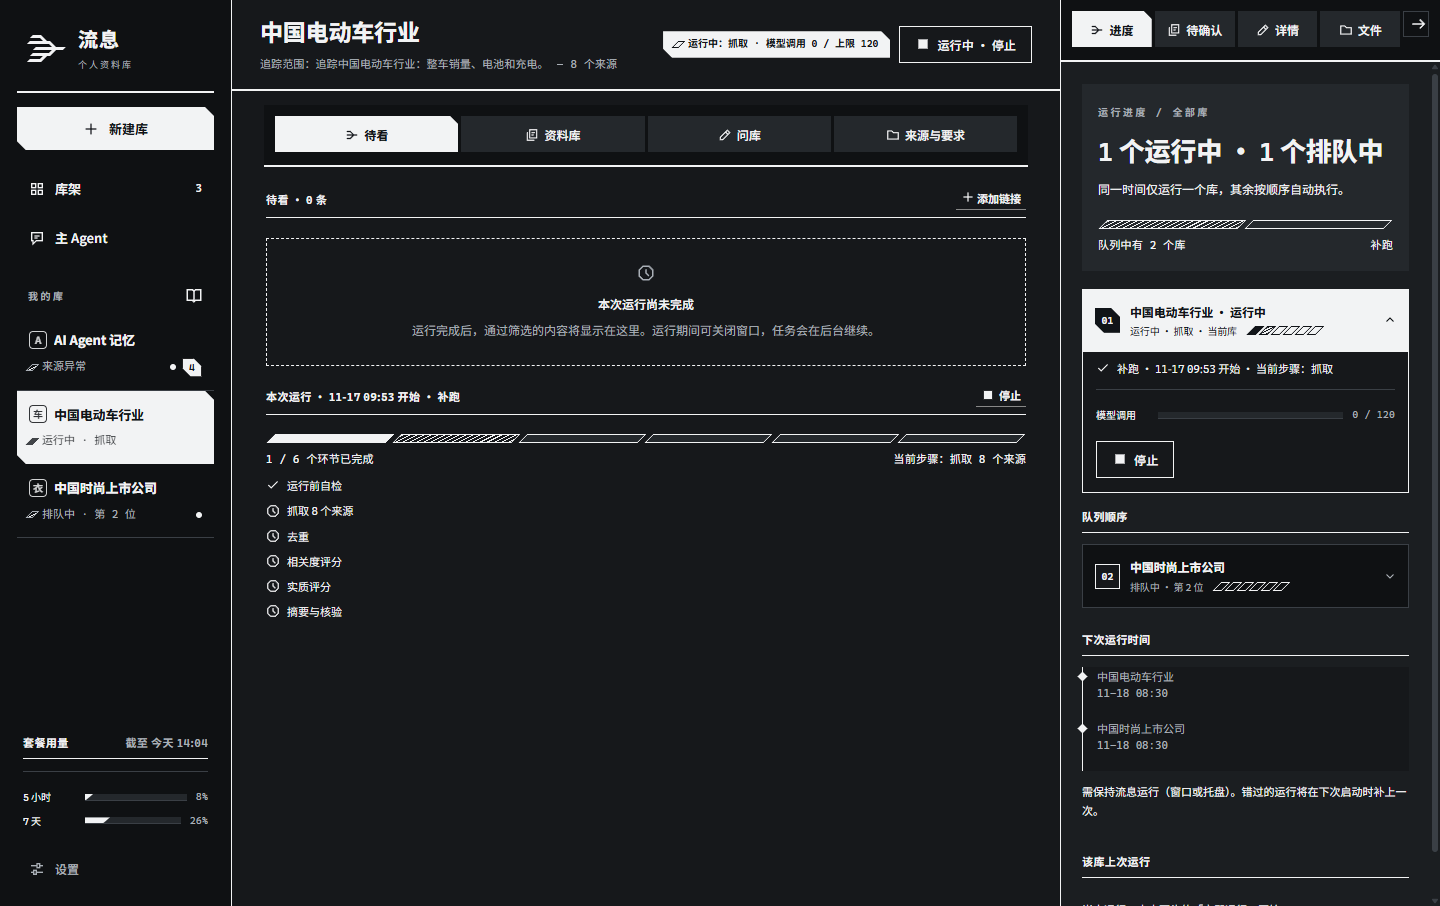 流息
个人资料库
新建库
库架 3
主 Agent
我的库
A AI Agent 记忆
来源异常 4
车 中国电动车行业
运行中 · 抓取
衣 中国时尚上市公司
排队中 · 第 2 位
套餐用量 截至 今天 14:04
5 小时 8%
7 天 26%
设置
中国电动车行业
追踪范围：追踪中国电动车行业：整车销量、电池和充电。 — 8 个来源
运行中：抓取 · 模型调用 0 / 上限 120
运行中 · 停止
待看
资料库
问库
来源与要求
待看 · 0 条
添加链接
本次运行尚未完成
运行完成后，通过筛选的内容将显示在这里。运行期间可关闭窗口，任务会在后台继续。
本次运行 · 11-17 09:53 开始 · 补跑
停止
1 / 6 个环节已完成
当前步骤：抓取 8 个来源
运行前自检
抓取 8 个来源
去重
相关度评分
实质评分
摘要与核验
进度
待确认
详情
文件
运行进度 / 全部库
1 个运行中 · 1 个排队中
同一时间仅运行一个库，其余按顺序自动执行。
队列中有 2 个库
补跑
01 中国电动车行业 · 运行中
运行中 · 抓取 · 当前库
补跑 · 11-17 09:53 开始 · 当前步骤：抓取
模型调用 0 / 120
停止
队列顺序
02 中国时尚上市公司
排队中 · 第 2 位
下次运行时间
中国电动车行业
11-18 08:30
中国时尚上市公司
11-18 08:30
需保持流息运行（窗口或托盘）。错过的运行将在下次启动时补上一
次。
该库上次运行